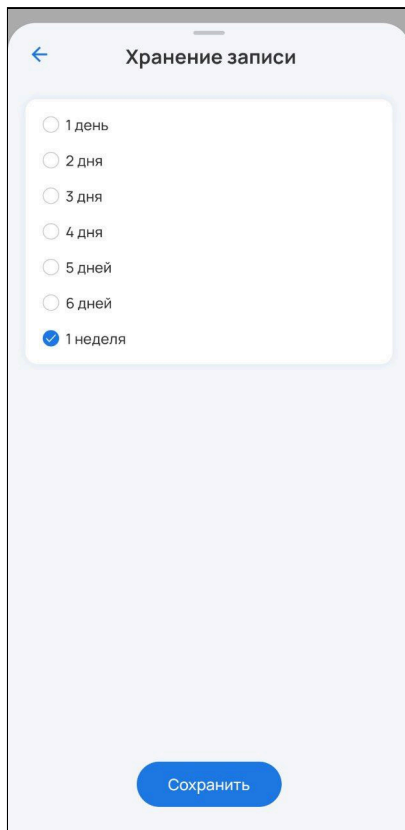 Хранение записи
1 день
2 дня
3 дня
4 дня
5 дней
6 дней
1 неделя
Сохранить